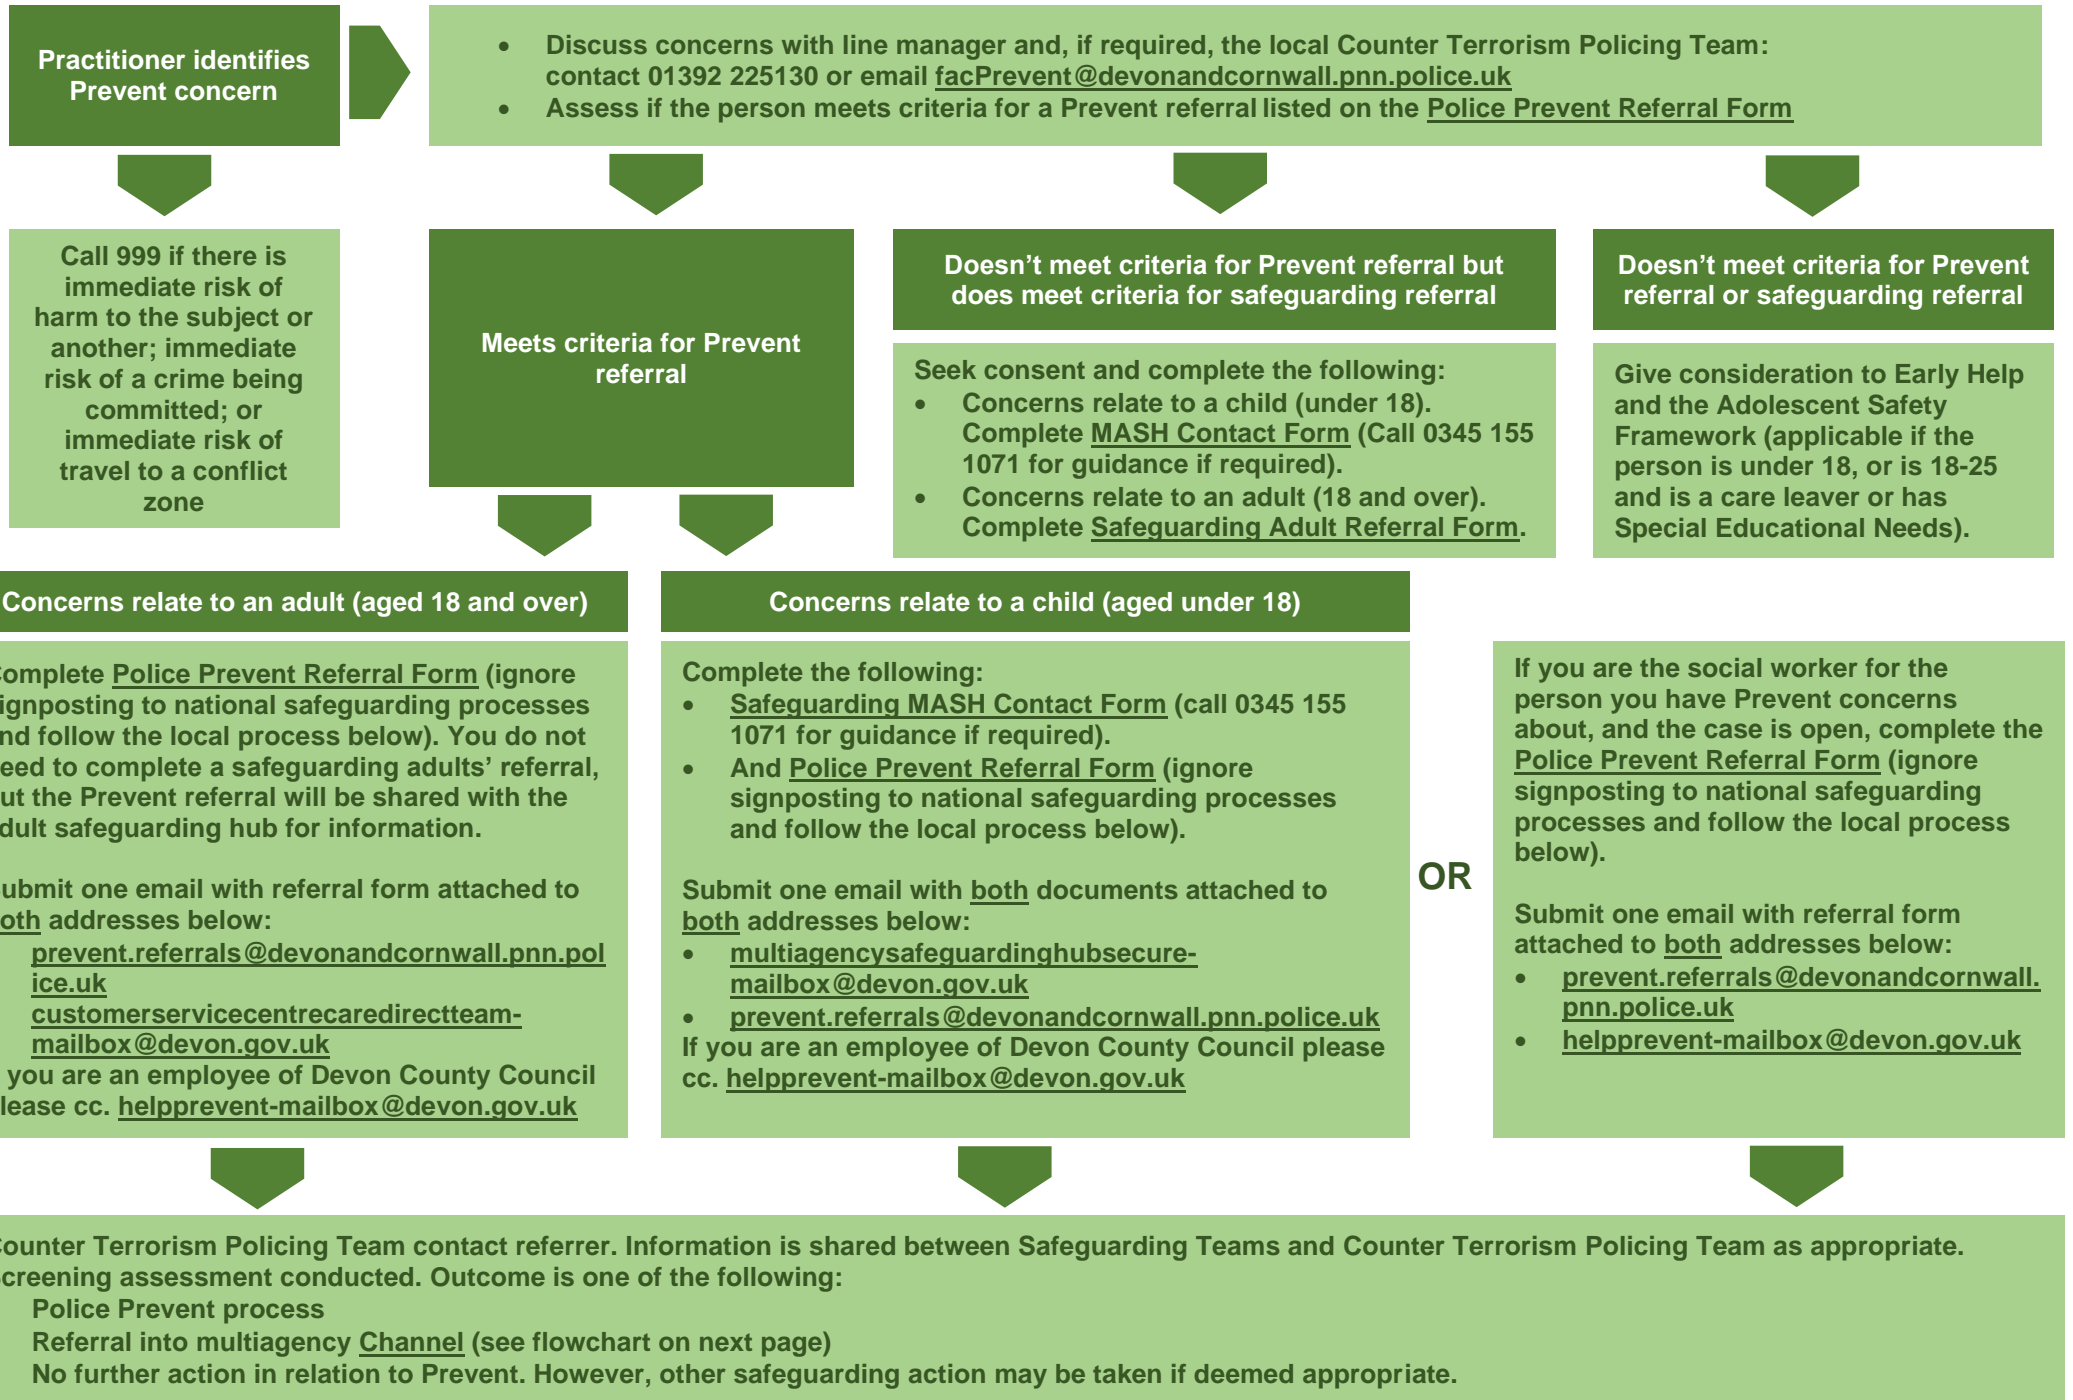 Practitioner identifies
Prevent concern
• Discuss concerns with line manager and, if required, the local Counter Terrorism Policing Team:
contact 01392 225130 or email facPrevent@devonandcornwall.pnn.police.uk
• Assess if the person meets criteria for a Prevent referral listed on the Police Prevent Referral Form
Call 999 if there is
immediate risk of
harm to the subject or
another; immediate
risk of a crime being
committed; or
immediate risk of
travel to a conflict
zone
Meets criteria for Prevent
referral
Doesn’t meet criteria for Prevent referral but
does meet criteria for safeguarding referral
Seek consent and complete the following:
• Concerns relate to a child (under 18).
Complete MASH Contact Form (Call 0345 155
1071 for guidance if required).
• Concerns relate to an adult (18 and over).
Complete Safeguarding Adult Referral Form.
Doesn’t meet criteria for Prevent
referral or safeguarding referral
Give consideration to Early Help
and the Adolescent Safety
Framework (applicable if the
person is under 18, or is 18-25
and is a care leaver or has
Special Educational Needs).
Concerns relate to an adult (aged 18 and over)
omplete Police Prevent Referral Form (ignore
ignposting to national safeguarding processes
nd follow the local process below). You do not
eed to complete a safeguarding adults’ referral,
ut the Prevent referral will be shared with the
dult safeguarding hub for information.
ubmit one email with referral form attached to
oth addresses below:
prevent.referrals@devonandcornwall.pnn.pol
ice.uk
customerservicecentrecaredirectteam-
mailbox@devon.gov.uk
you are an employee of Devon County Council
lease cc. helpprevent-mailbox@devon.gov.uk
Concerns relate to a child (aged under 18)
Complete the following:
• Safeguarding MASH Contact Form (call 0345 155
1071 for guidance if required).
• And Police Prevent Referral Form (ignore
signposting to national safeguarding processes
and follow the local process below).
Submit one email with both documents attached to
both addresses below:
• multiagencysafeguardinghubsecure-
mailbox@devon.gov.uk
• prevent.referrals@devonandcornwall.pnn.police.uk
If you are an employee of Devon County Council please
cc. helpprevent-mailbox@devon.gov.uk
OR
If you are the social worker for the
person you have Prevent concerns
about, and the case is open, complete the
Police Prevent Referral Form (ignore
signposting to national safeguarding
processes and follow the local process
below).
Submit one email with referral form
attached to both addresses below:
• prevent.referrals@devonandcornwall.
pnn.police.uk
• helpprevent-mailbox@devon.gov.uk
ounter Terrorism Policing Team contact referrer. Information is shared between Safeguarding Teams and Counter Terrorism Policing Team as appropriate.
creening assessment conducted. Outcome is one of the following:
Police Prevent process
Referral into multiagency Channel (see flowchart on next page)
No further action in relation to Prevent. However, other safeguarding action may be taken if deemed appropriate.